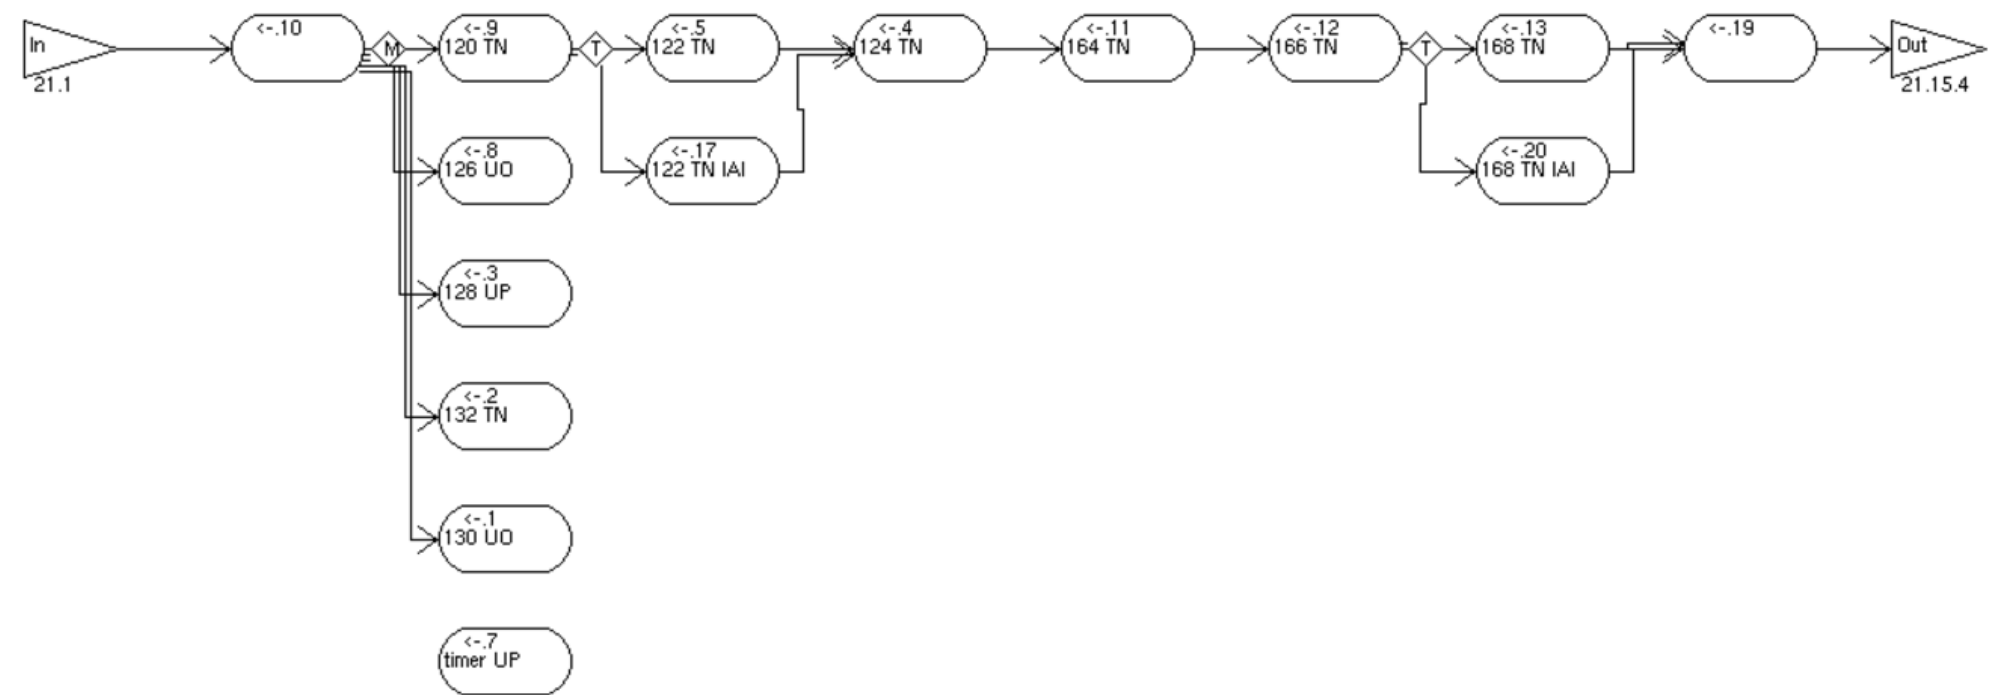 In
21.1
<-.10
M
<-.9
120 TN
T
<-.5
122 TN
<-.4
124 TN
<-.11
164 TN
<-.12
166 TN
T
<-.13
168 TN
<-.19
Out
21.15.4
<-.8
126 UO
<-.17
122 TN IAI
<-.20
168 TN IAI
<-.3
128 UP
<-.2
132 TN
<-.1
130 UO
<-.7
timer UP